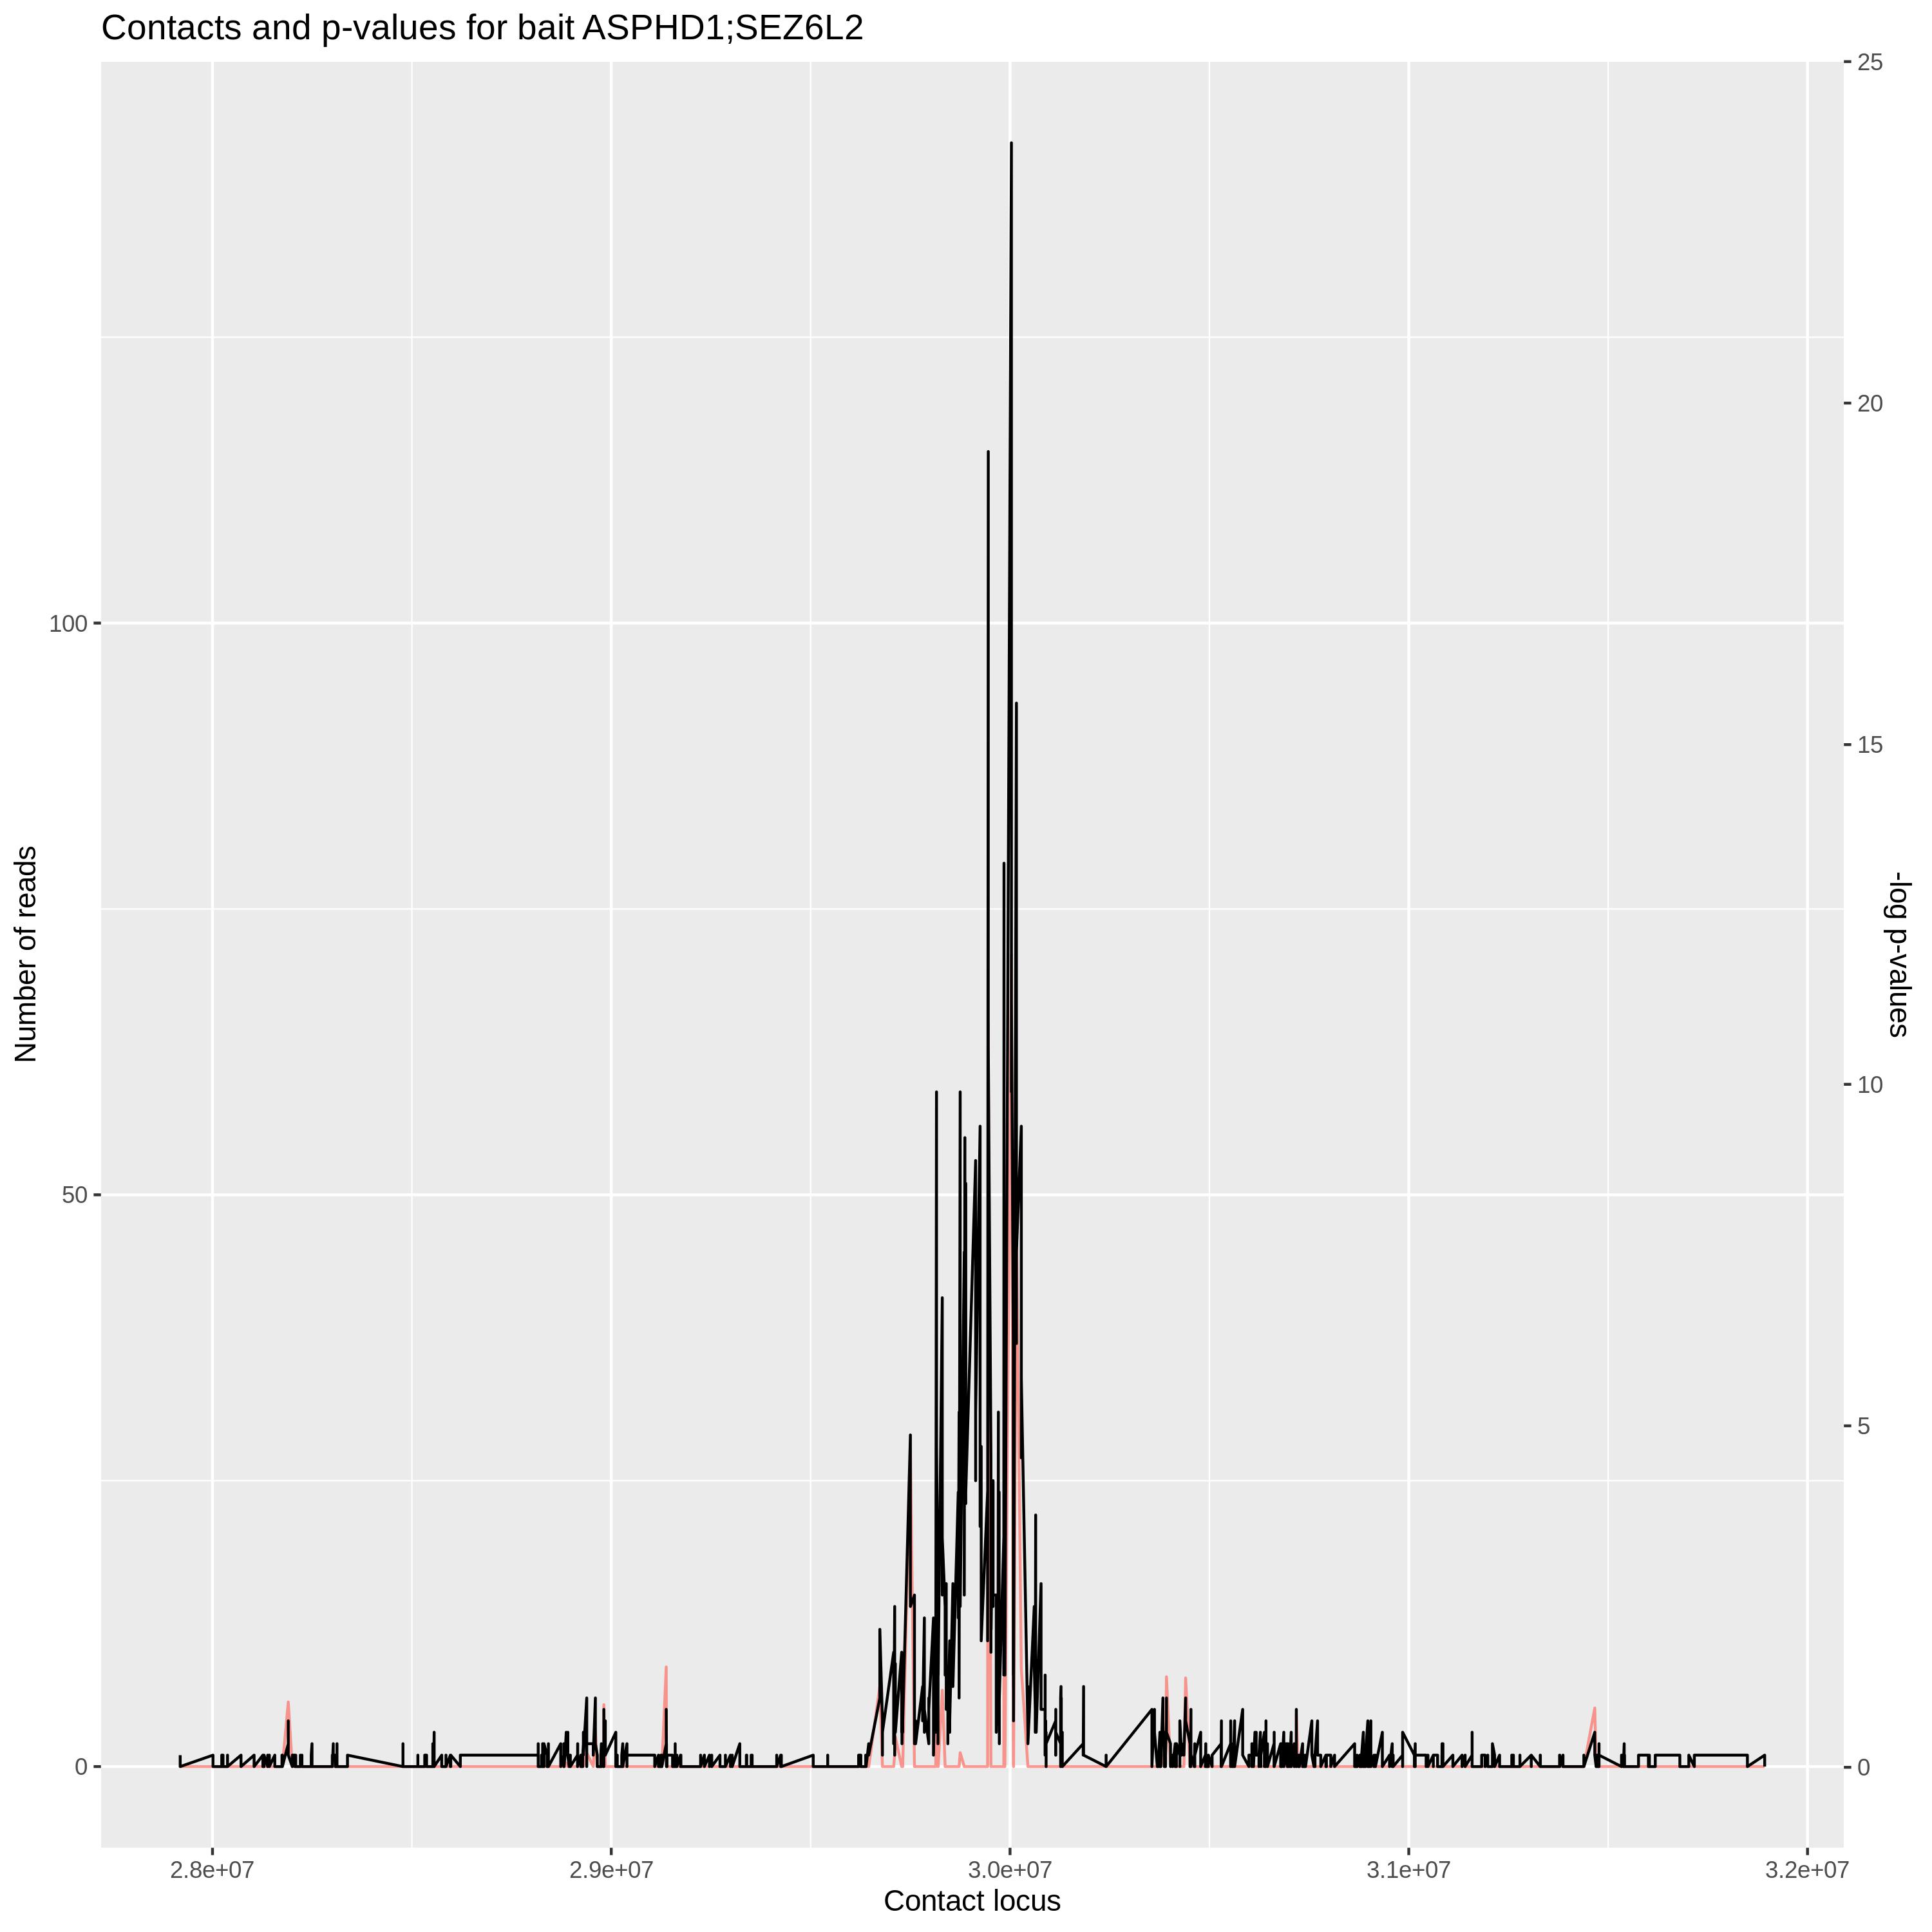 Contacts and p-values for bait ASPHD1;SEZ6L2
25
20
100
15
Number of reads
-log p-values
10
50
5
0
0
2.8e+07 2.9e+07 3.0e+07 3.1e+07 3.2e+07
Contact locus